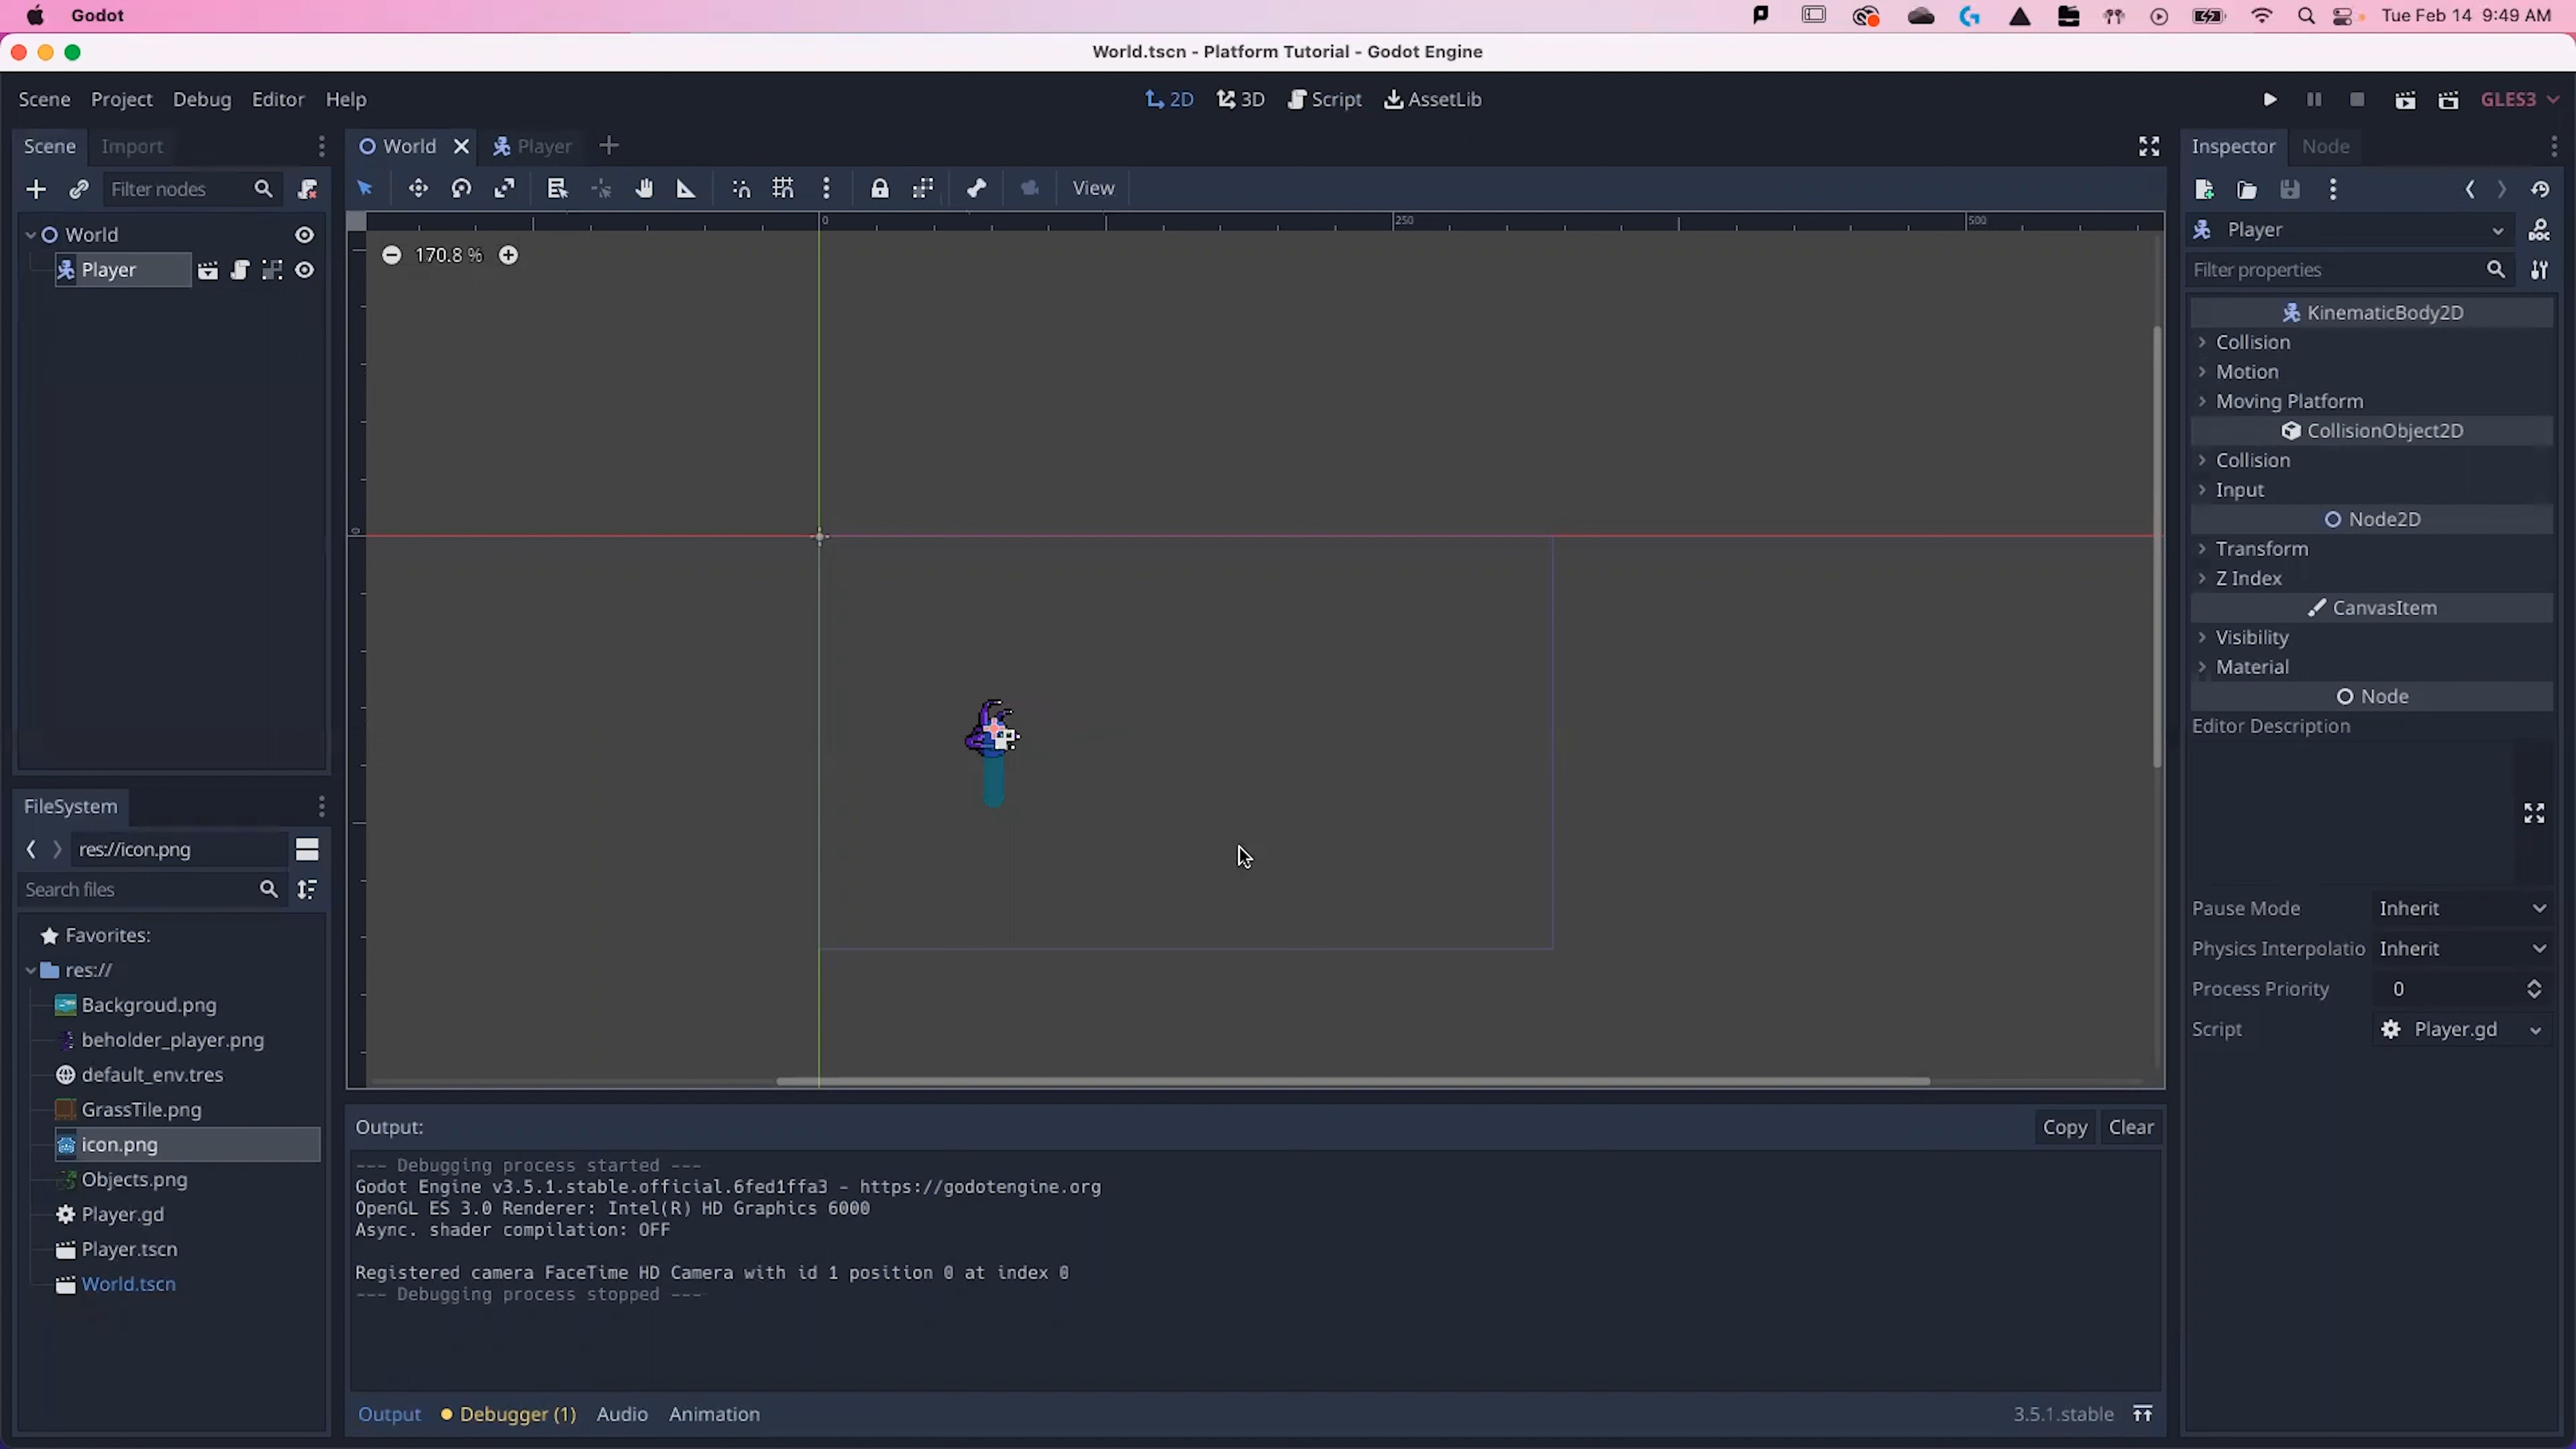 Godot
Tue Feb 14 9:49 AM
World.tscn - Platform Tutorial - Godot Engine
Scene Project Debug Editor Help
2D 3D Script AssetLib
GLES3
Scene Import
World Player
Inspector Node
Filter nodes
View
Player
Filter properties
World
Player
0 250 500
170.8 %
0
KinematicBody2D
Collision
Motion
Moving Platform
CollisionObject2D
Collision
Input
Node2D
Transform
Z Index
CanvasItem
Visibility
Material
Node
Editor Description
Pause Mode Inherit
Physics Interpolatio Inherit
Process Priority 0
Script Player.gd
FileSystem
res://icon.png
Search files
Favorites:
res://
Backgroud.png
beholder_player.png
default_env.tres
GrassTile.png
icon.png
Objects.png
Player.gd
Player.tscn
World.tscn
Output:
Copy Clear
--- Debugging process started ---
Godot Engine v3.5.1.stable.official.6fed1ffa3 - https://godotengine.org
OpenGL ES 3.0 Renderer: Intel(R) HD Graphics 6000
Async. shader compilation: OFF
Registered camera FaceTime HD Camera with id 1 position 0 at index 0
--- Debugging process stopped ---
Output Debugger (1) Audio Animation
3.5.1.stable